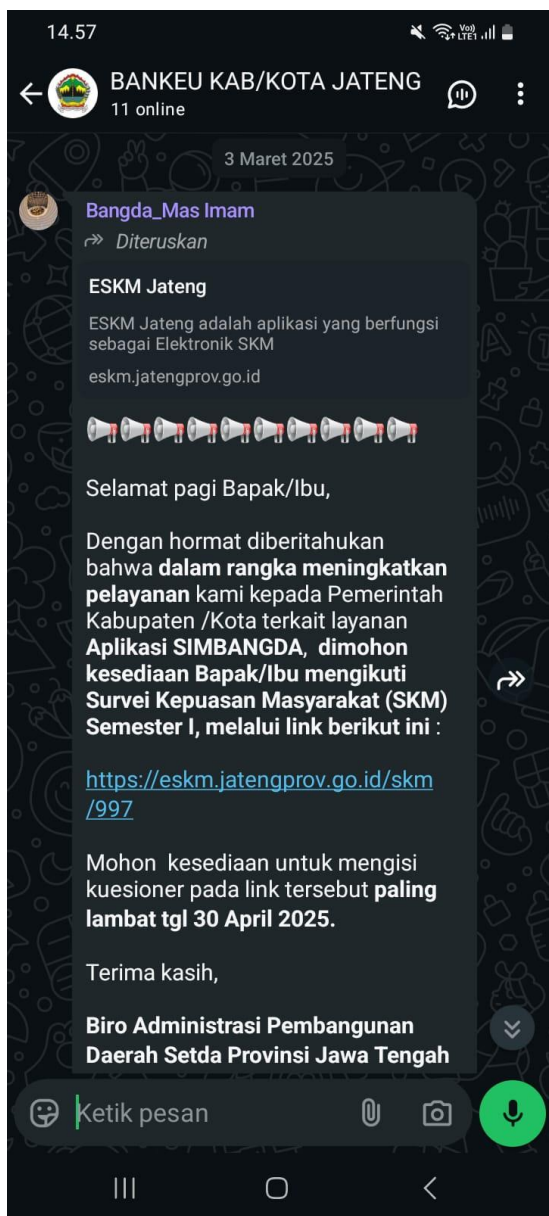 14.57
Vo))
LTE1
BANKEU KAB/KOTA JATENG
11 online
3 Maret 2025
Bangda_Mas Imam
Diteruskan
ESKM Jateng
ESKM Jateng adalah aplikasi yang berfungsi
sebagai Elektronik SKM
eskm.jatengprov.go.id
Selamat pagi Bapak/Ibu,
Dengan hormat diberitahukan
bahwa dalam rangka meningkatkan
pelayanan kami kepada Pemerintah
Kabupaten /Kota terkait layanan
Aplikasi SIMBANGDA, dimohon
kesediaan Bapak/Ibu mengikuti
Survei Kepuasan Masyarakat (SKM)
Semester I, melalui link berikut ini :
https://eskm.jatengprov.go.id/skm
/997
Mohon kesediaan untuk mengisi
kuesioner pada link tersebut paling
lambat tgl 30 April 2025.
Terima kasih,
Biro Administrasi Pembangunan
Daerah Setda Provinsi Jawa Tengah
Ketik pesan